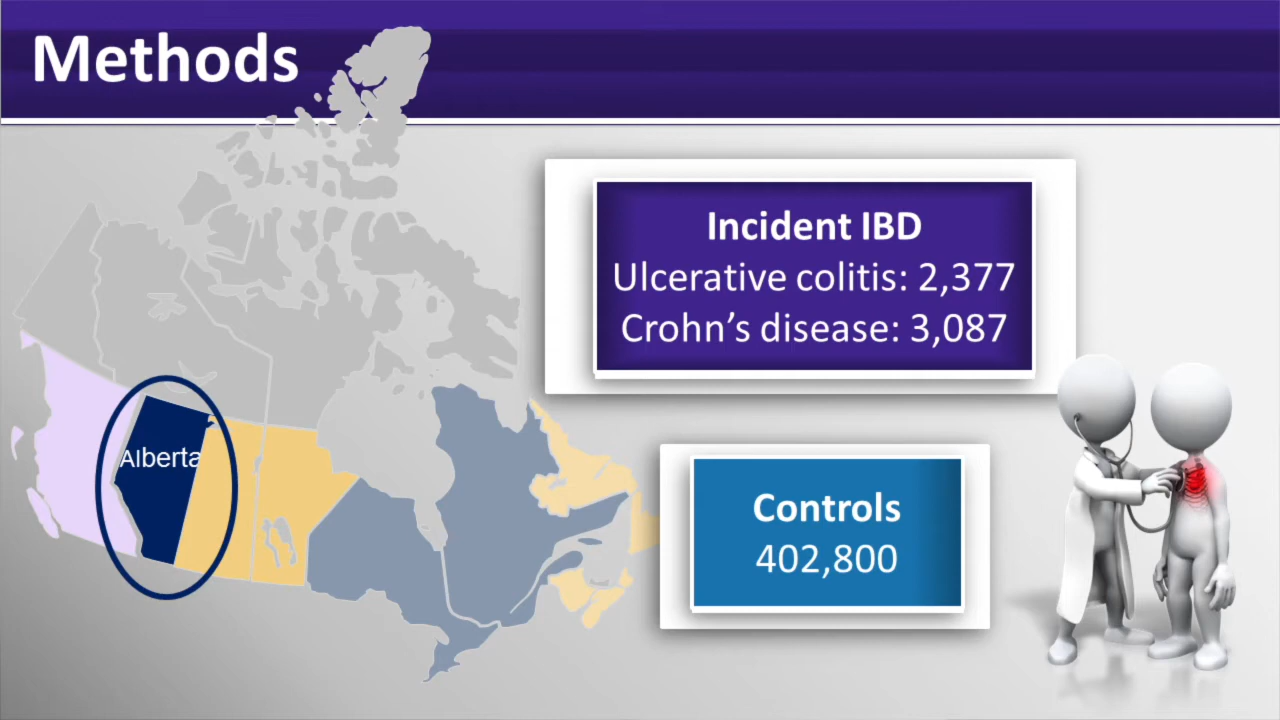 Methods
Incident IBD
Ulcerative colitis: 2,377
Crohn's disease: 3,087
Alberta
Controls
402,800